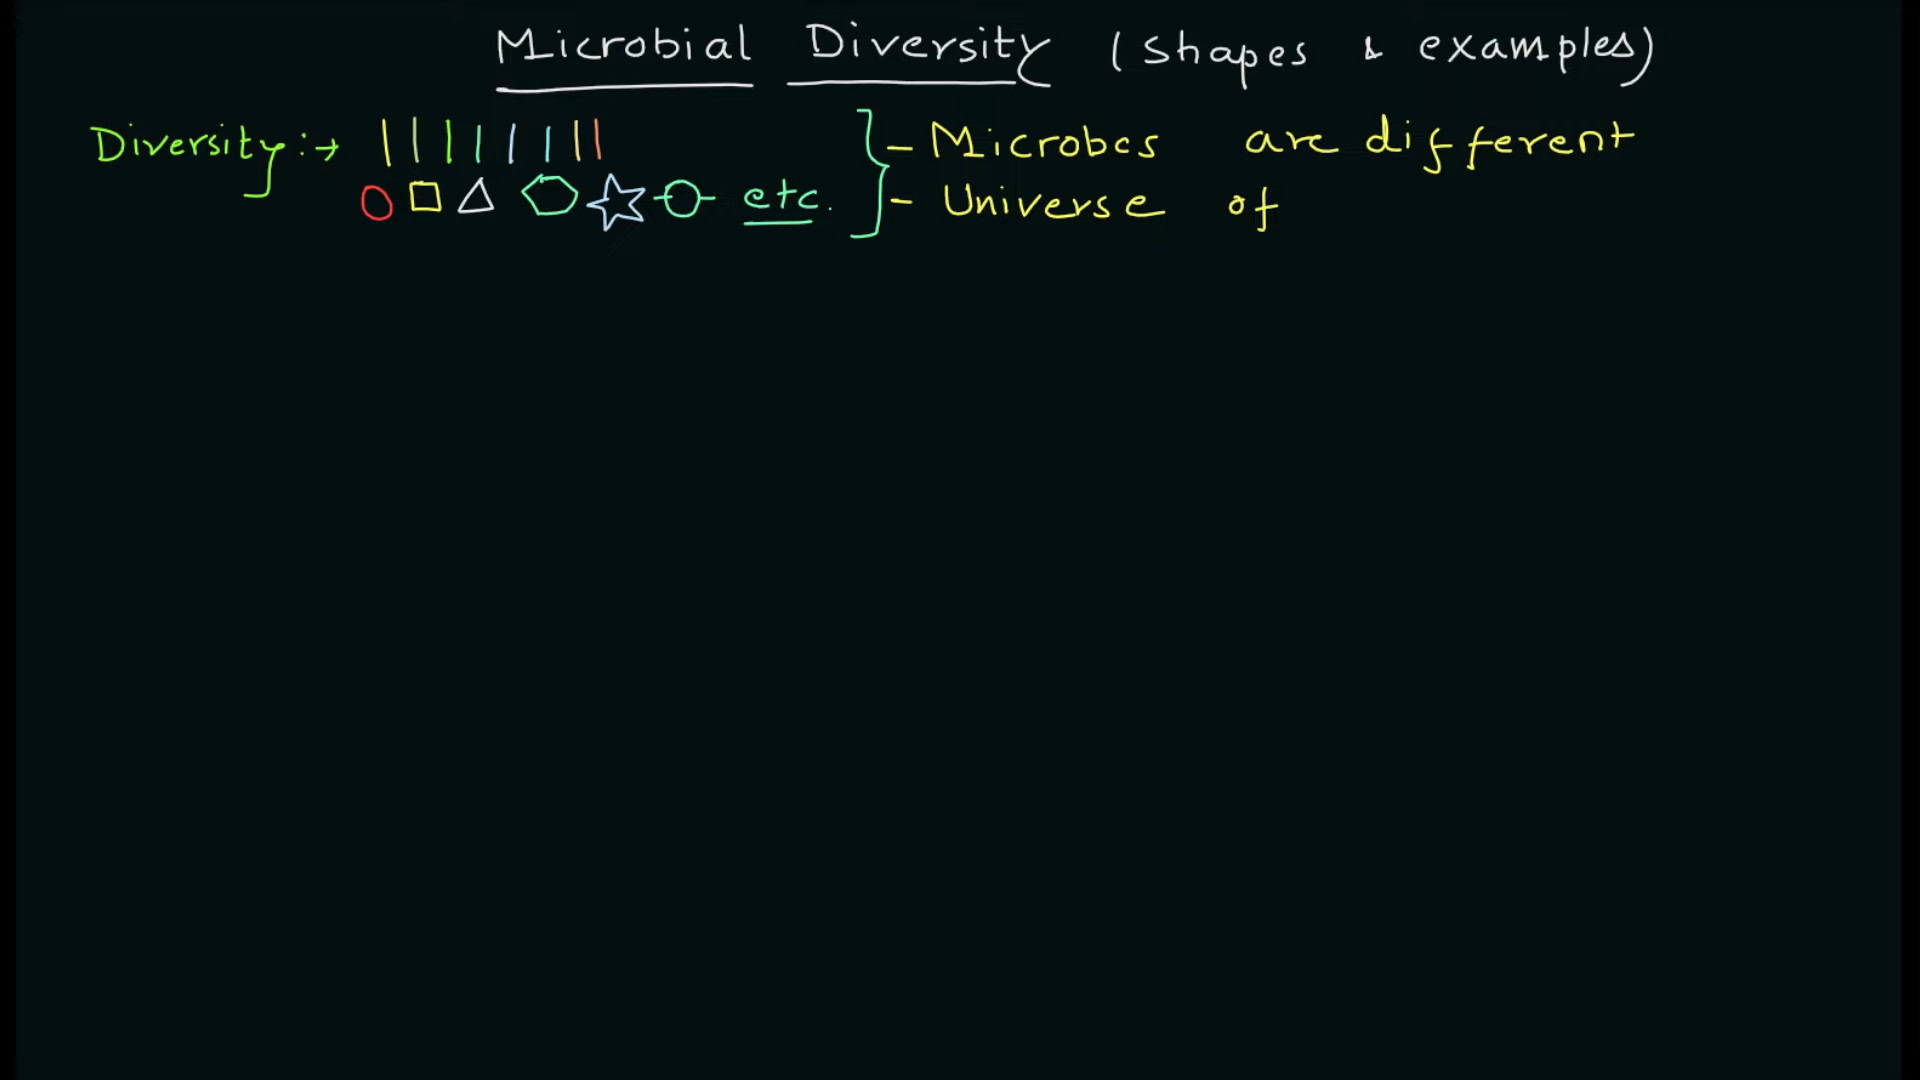 Microbial Diversity (shapes & examples)
Diversity :→
etc.
- Microbes are different
- Universe of